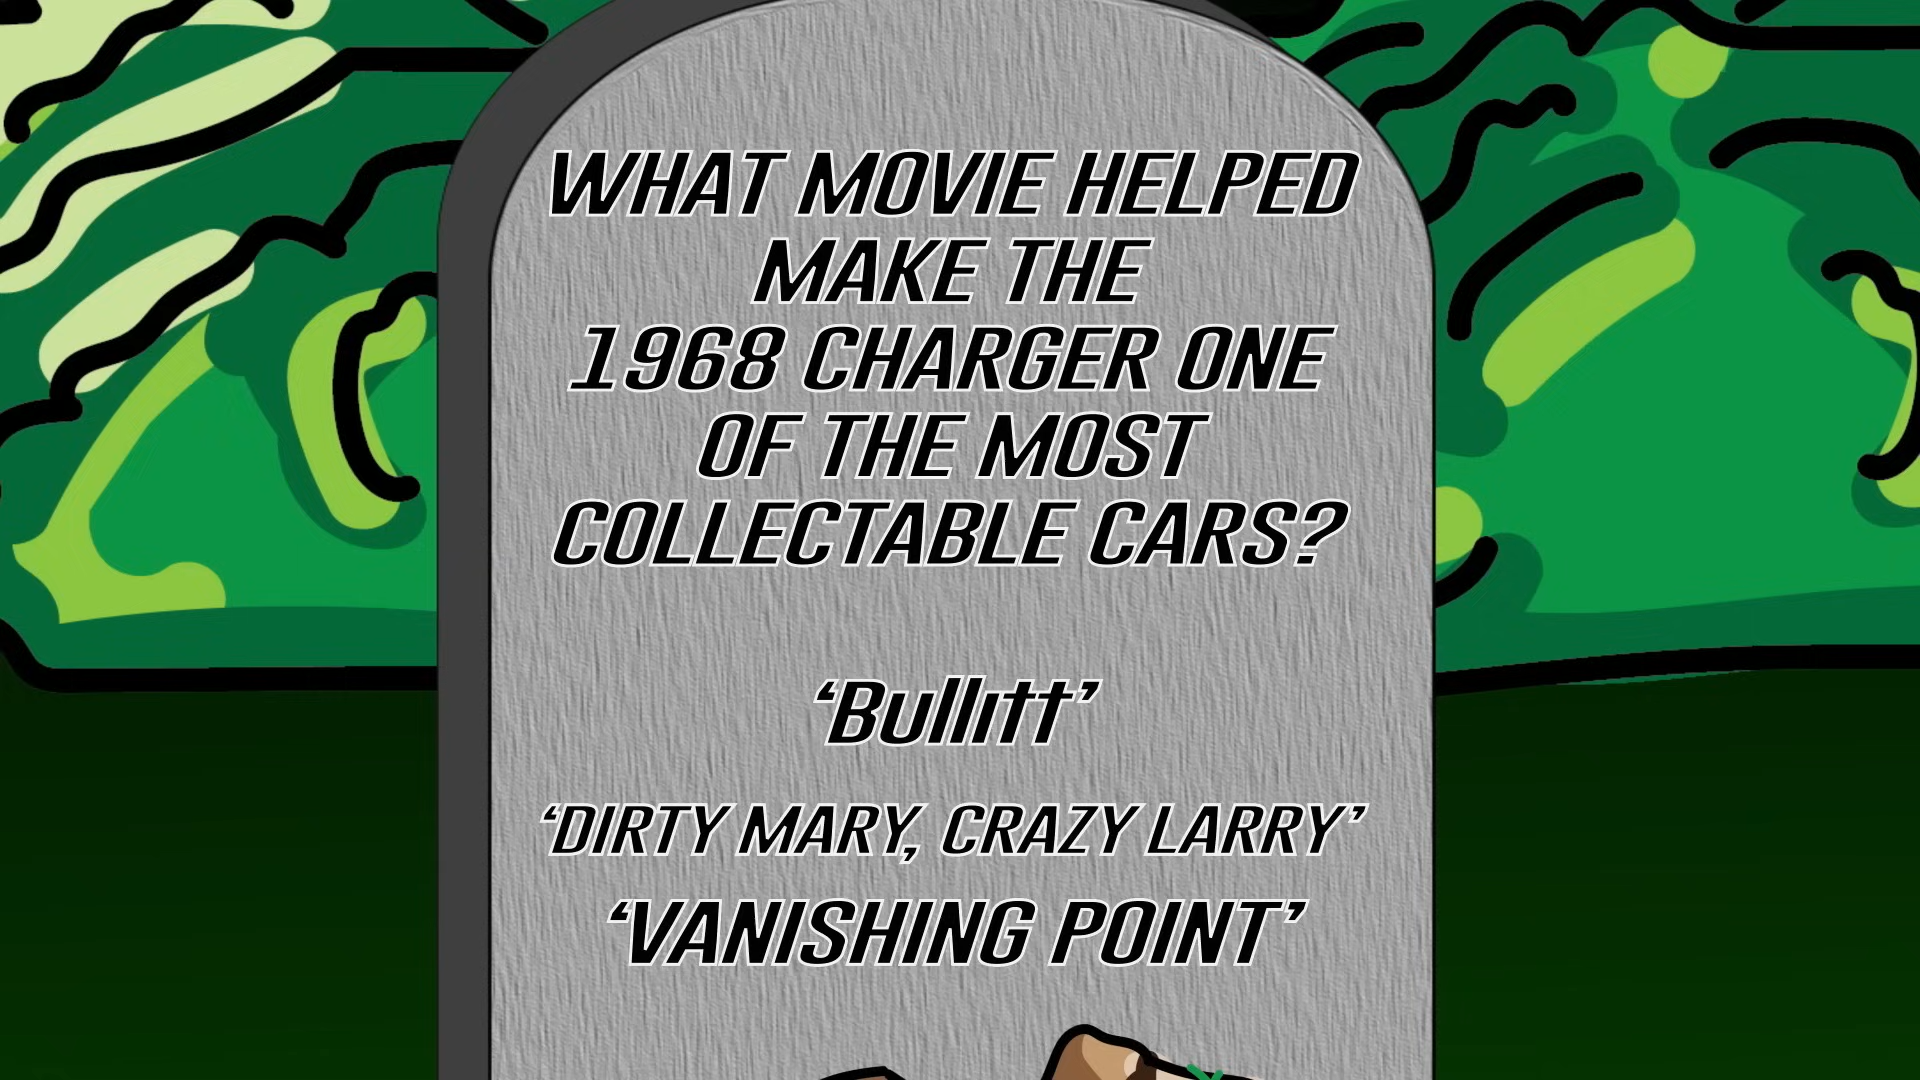 WHAT MOVIE HELPED
MAKE THE
1968 CHARGER ONE
OF THE MOST
COLLECTABLE CARS?
‘Bullitt’
‘DIRTY MARY, CRAZY LARRY’
‘VANISHING POINT’